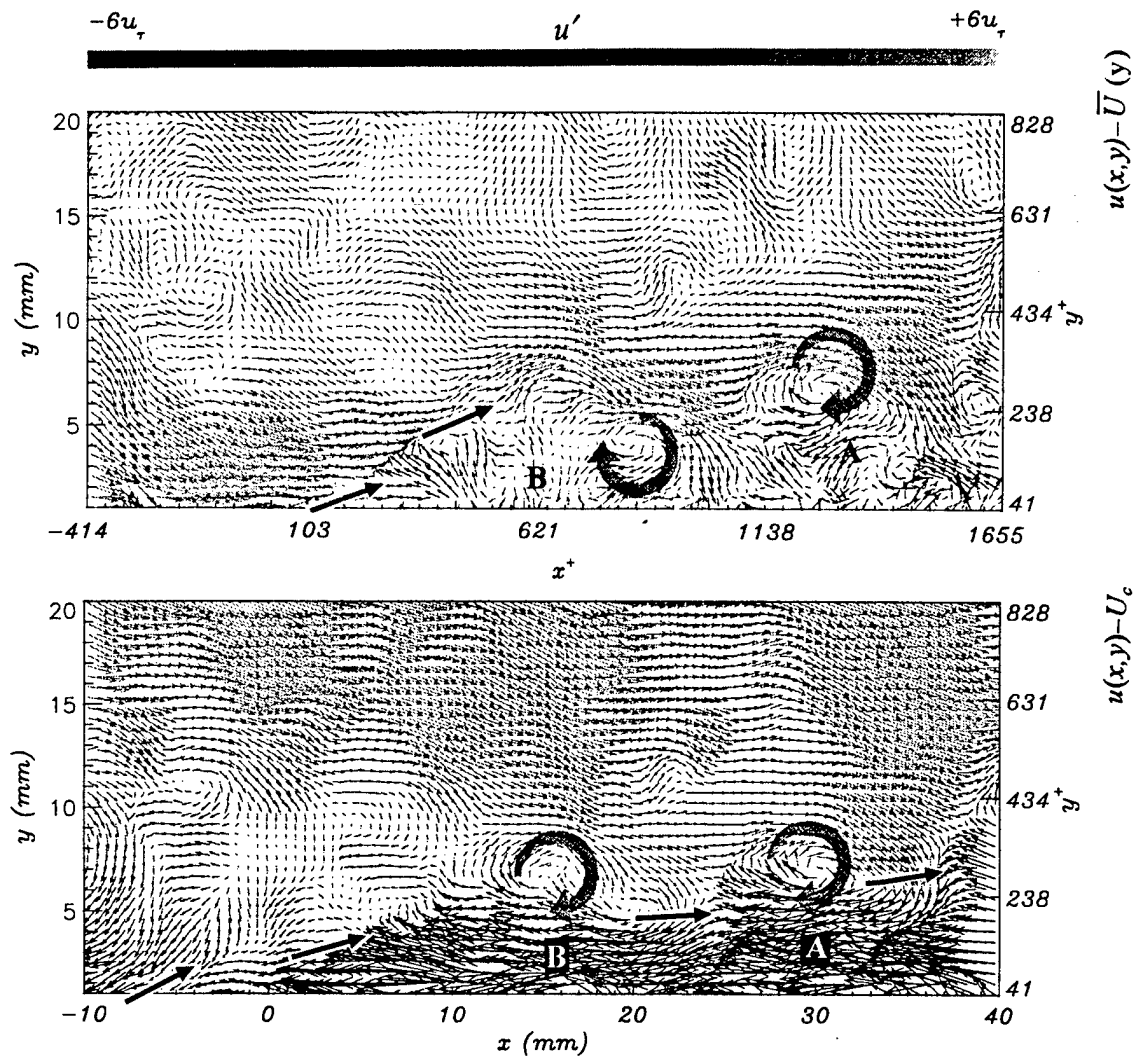 −6u_τ u′ +6u_τ
u(x,y)−U̅(y)
20 828
15 631
y (mm) 10 434 y⁺
5 238
B A
41
−414 103 621 1138 1655
x⁺
u(x,y)−U_c
20 828
15 631
y (mm) 10 434 y⁺
5 238
B A
41
−10 0 10 20 30 40
x (mm)